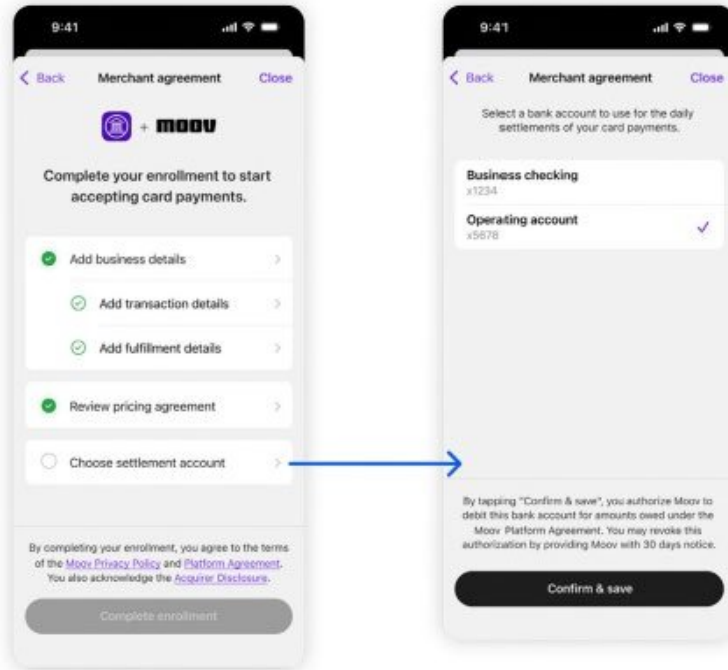 9:41
Back
Merchant agreement
Close
+ moov
Complete your enrollment to start
accepting card payments.
Add business details
Add transaction details
Add fulfillment details
Review pricing agreement
Choose settlement account
By completing your enrollment, you agree to the terms
of the Moov Privacy Policy and Platform Agreement.
You also acknowledge the Acquirer Disclosure.
Complete enrollment
9:41
Back
Merchant agreement
Close
Select a bank account to use for the daily
settlements of your card payments.
Business checking
x1234
Operating account
x5678
By tapping "Confirm & save", you authorize Moov to
debit this bank account for amounts owed under the
Moov Platform Agreement. You may revoke this
authorization by providing Moov with 30 days notice.
Confirm & save